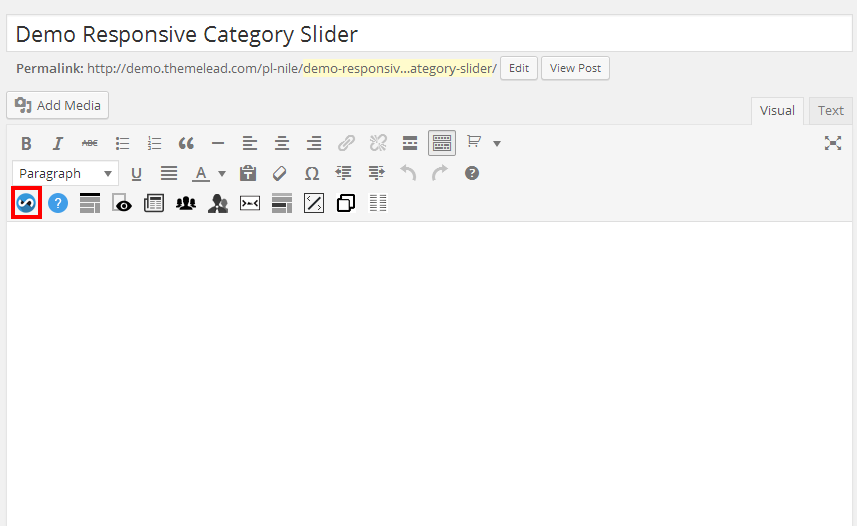 Demo Responsive Category Slider
Permalink: http://demo.themelead.com/pl-nile/demo-responsiv...ategory-slider/ Edit View Post
Add Media
Visual Text
B I ABC
Paragraph U A T Ω ?
?